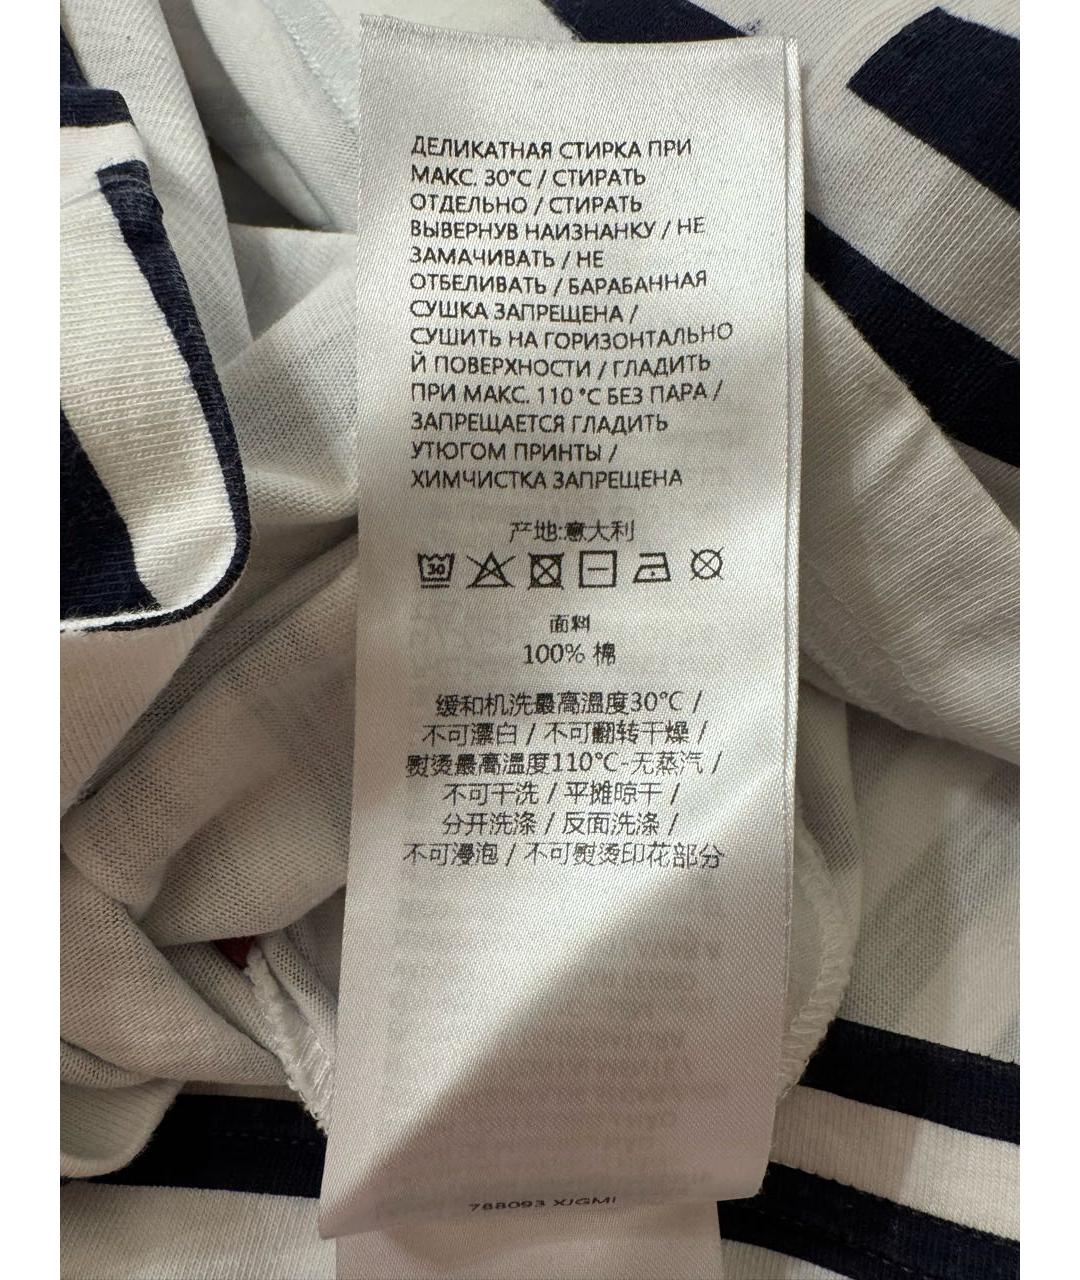 ДЕЛИКАТНАЯ СТИРКА ПРИ
МАКС. 30°C / СТИРАТЬ
ОТДЕЛЬНО / СТИРАТЬ
ВЫВЕРНУВ НАИЗНАНКУ / НЕ
ЗАМАЧИВАТЬ / НЕ
ОТБЕЛИВАТЬ / БАРАБАННАЯ
СУШКА ЗАПРЕЩЕНА /
СУШИТЬ НА ГОРИЗОНТАЛЬНО
Й ПОВЕРХНОСТИ / ГЛАДИТЬ
ПРИ МАКС. 110 °C БЕЗ ПАРА /
ЗАПРЕЩАЕТСЯ ГЛАДИТЬ
УТЮГОМ ПРИНТЫ /
ХИМЧИСТКА ЗАПРЕЩЕНА
产地:意大利
30
面料
100% 棉
缓和机洗最高温度30°C /
不可漂白 / 不可翻转干燥 /
熨烫最高温度110°C-无蒸汽 /
不可干洗 / 平摊晾干 /
分开洗涤 / 反面洗涤 /
不可浸泡 / 不可熨烫印花部分
788093 XJGMI